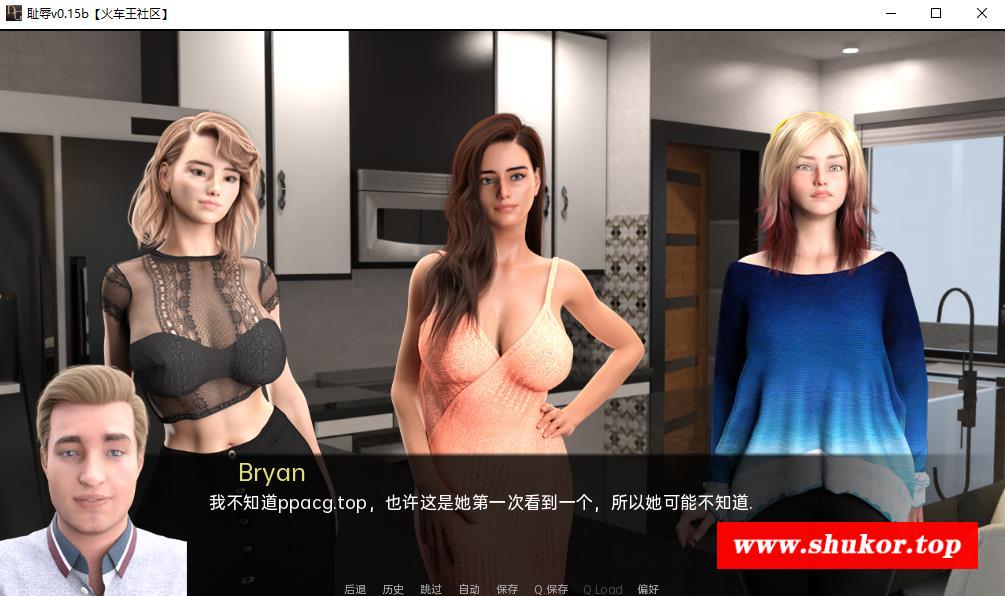 耻辱v0.15b【火车王社区】
Bryan
我不知道ppacg.top，也许这是她第一次看到一个，所以她可能不知道.
www.shukor.top
后退 历史 跳过 自动 保存 Q.保存 Q.Load 偏好